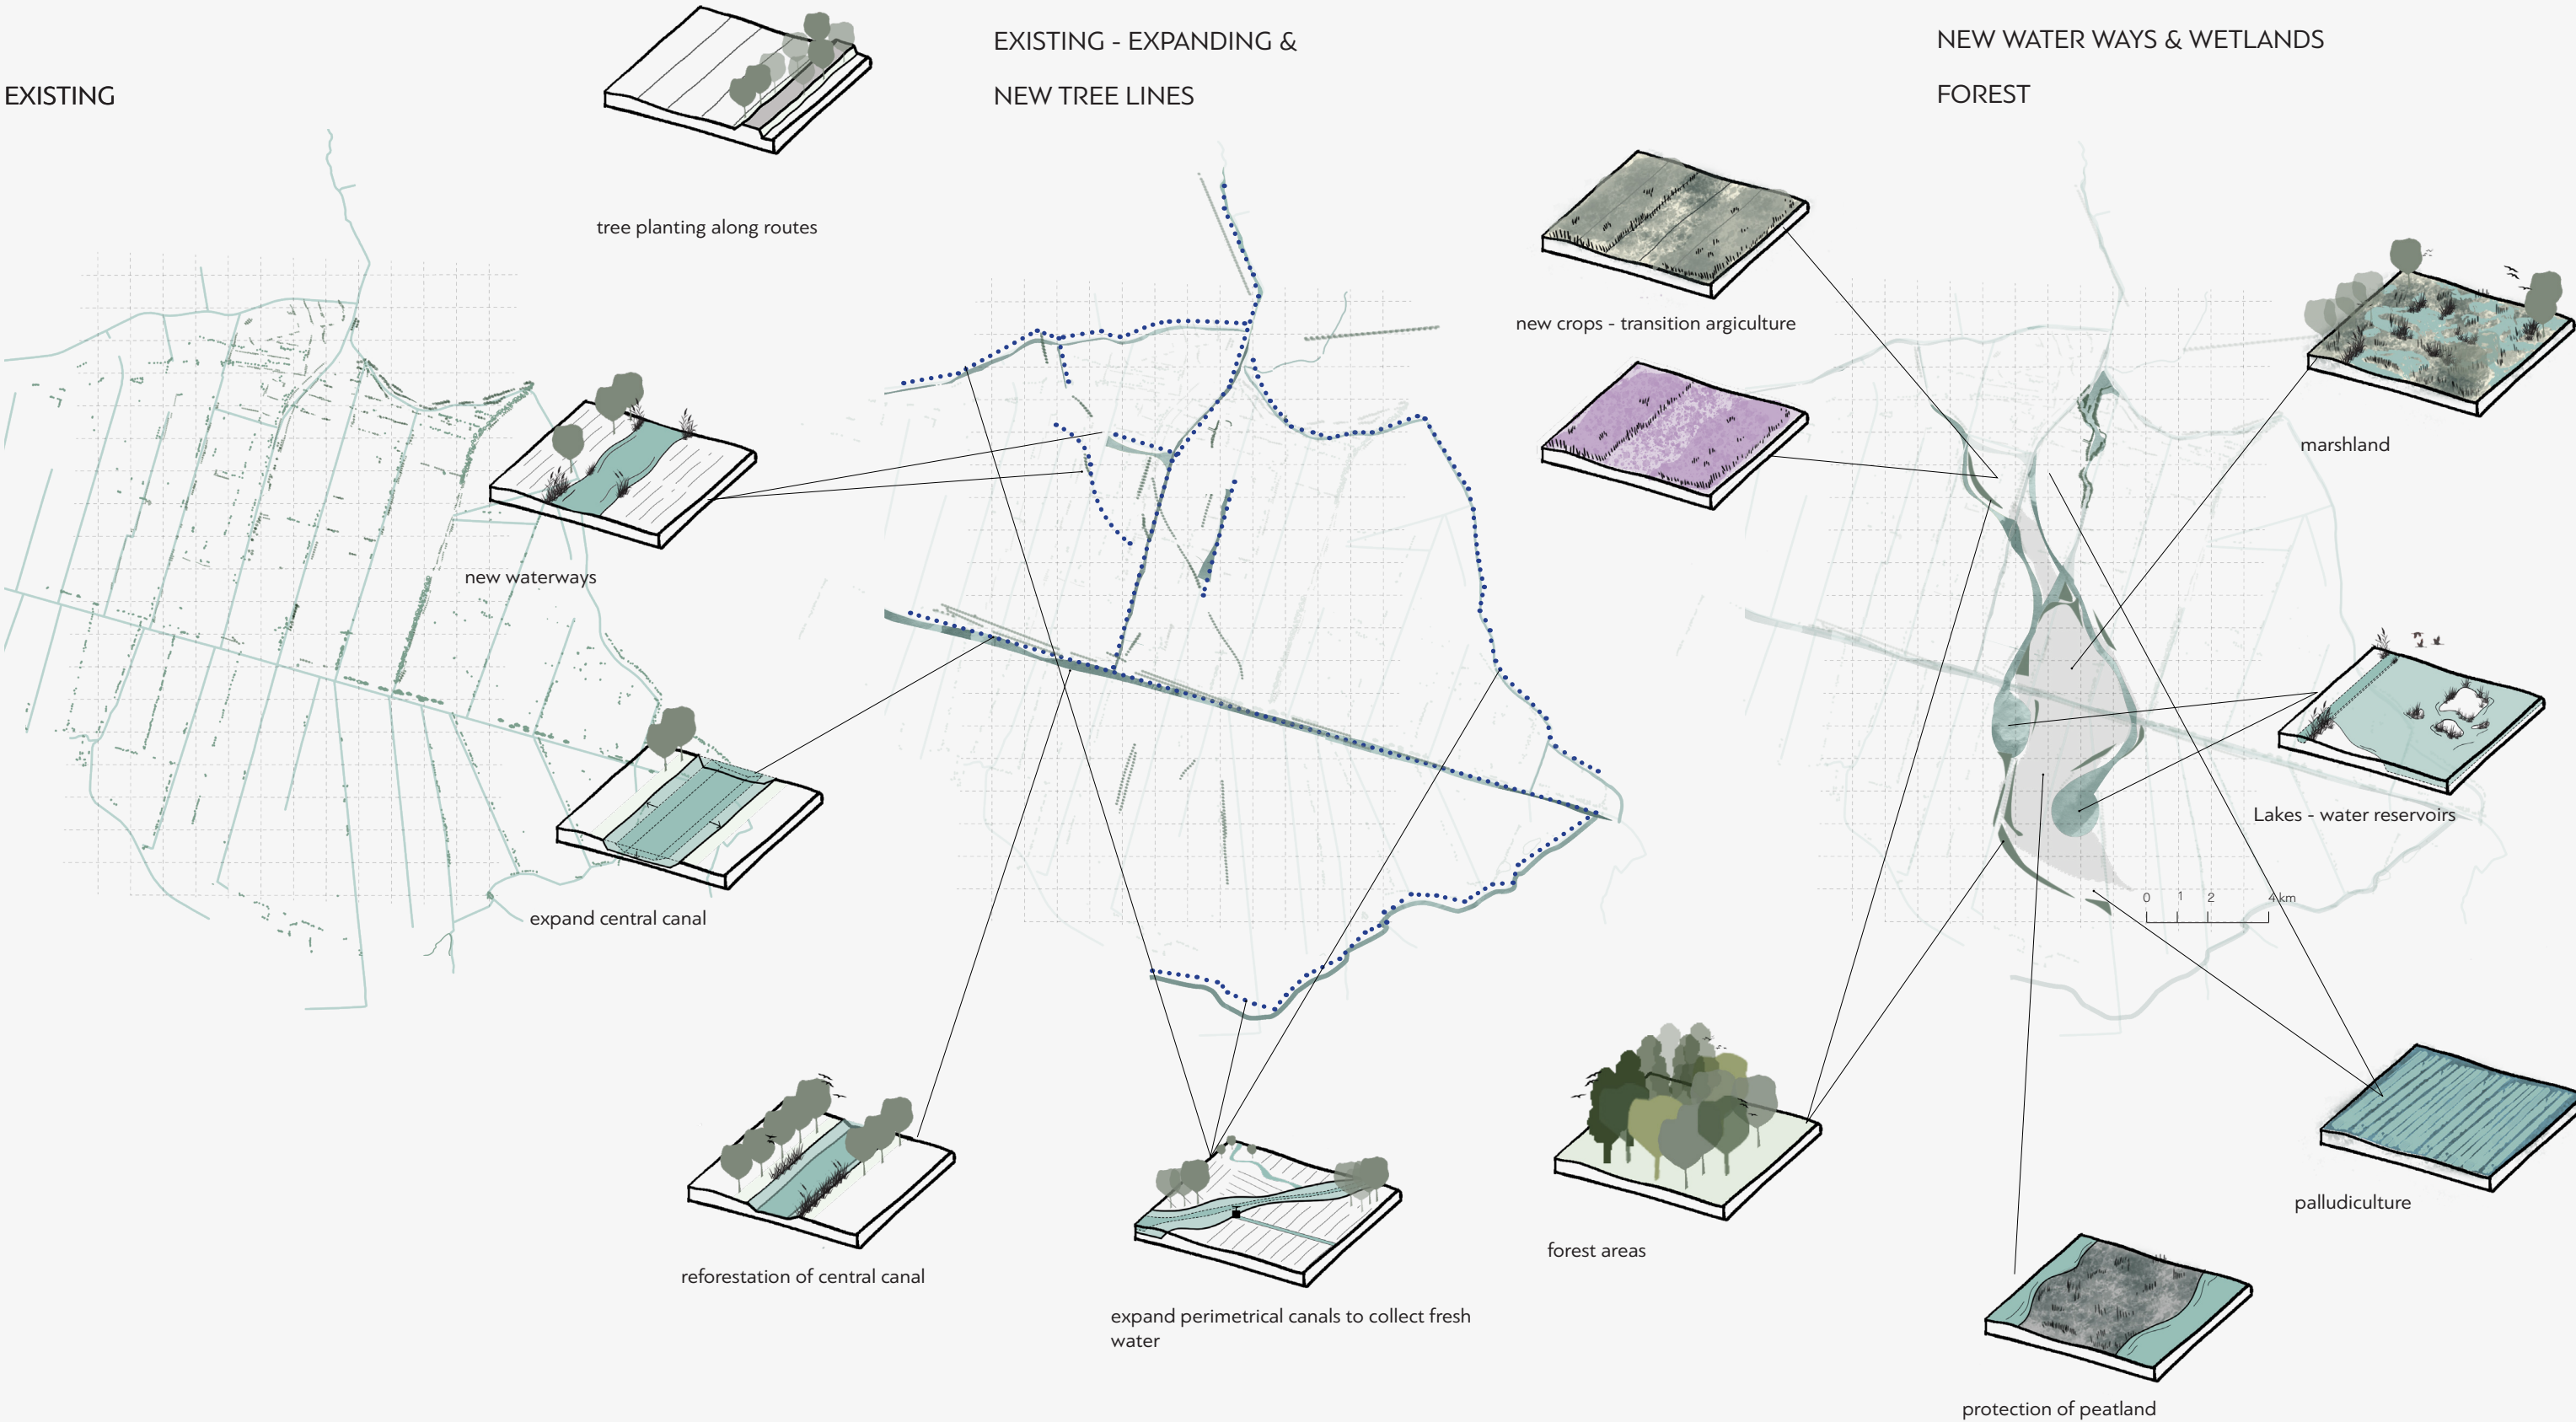 EXISTING
tree planting along routes
new waterways
expand central canal
reforestation of central canal
EXISTING - EXPANDING &
NEW TREE LINES
expand perimetrical canals to collect fresh
water
NEW WATER WAYS & WETLANDS
FOREST
new crops - transition argiculture
marshland
Lakes - water reservoirs
0 1 2 4 km
palludiculture
forest areas
protection of peatland